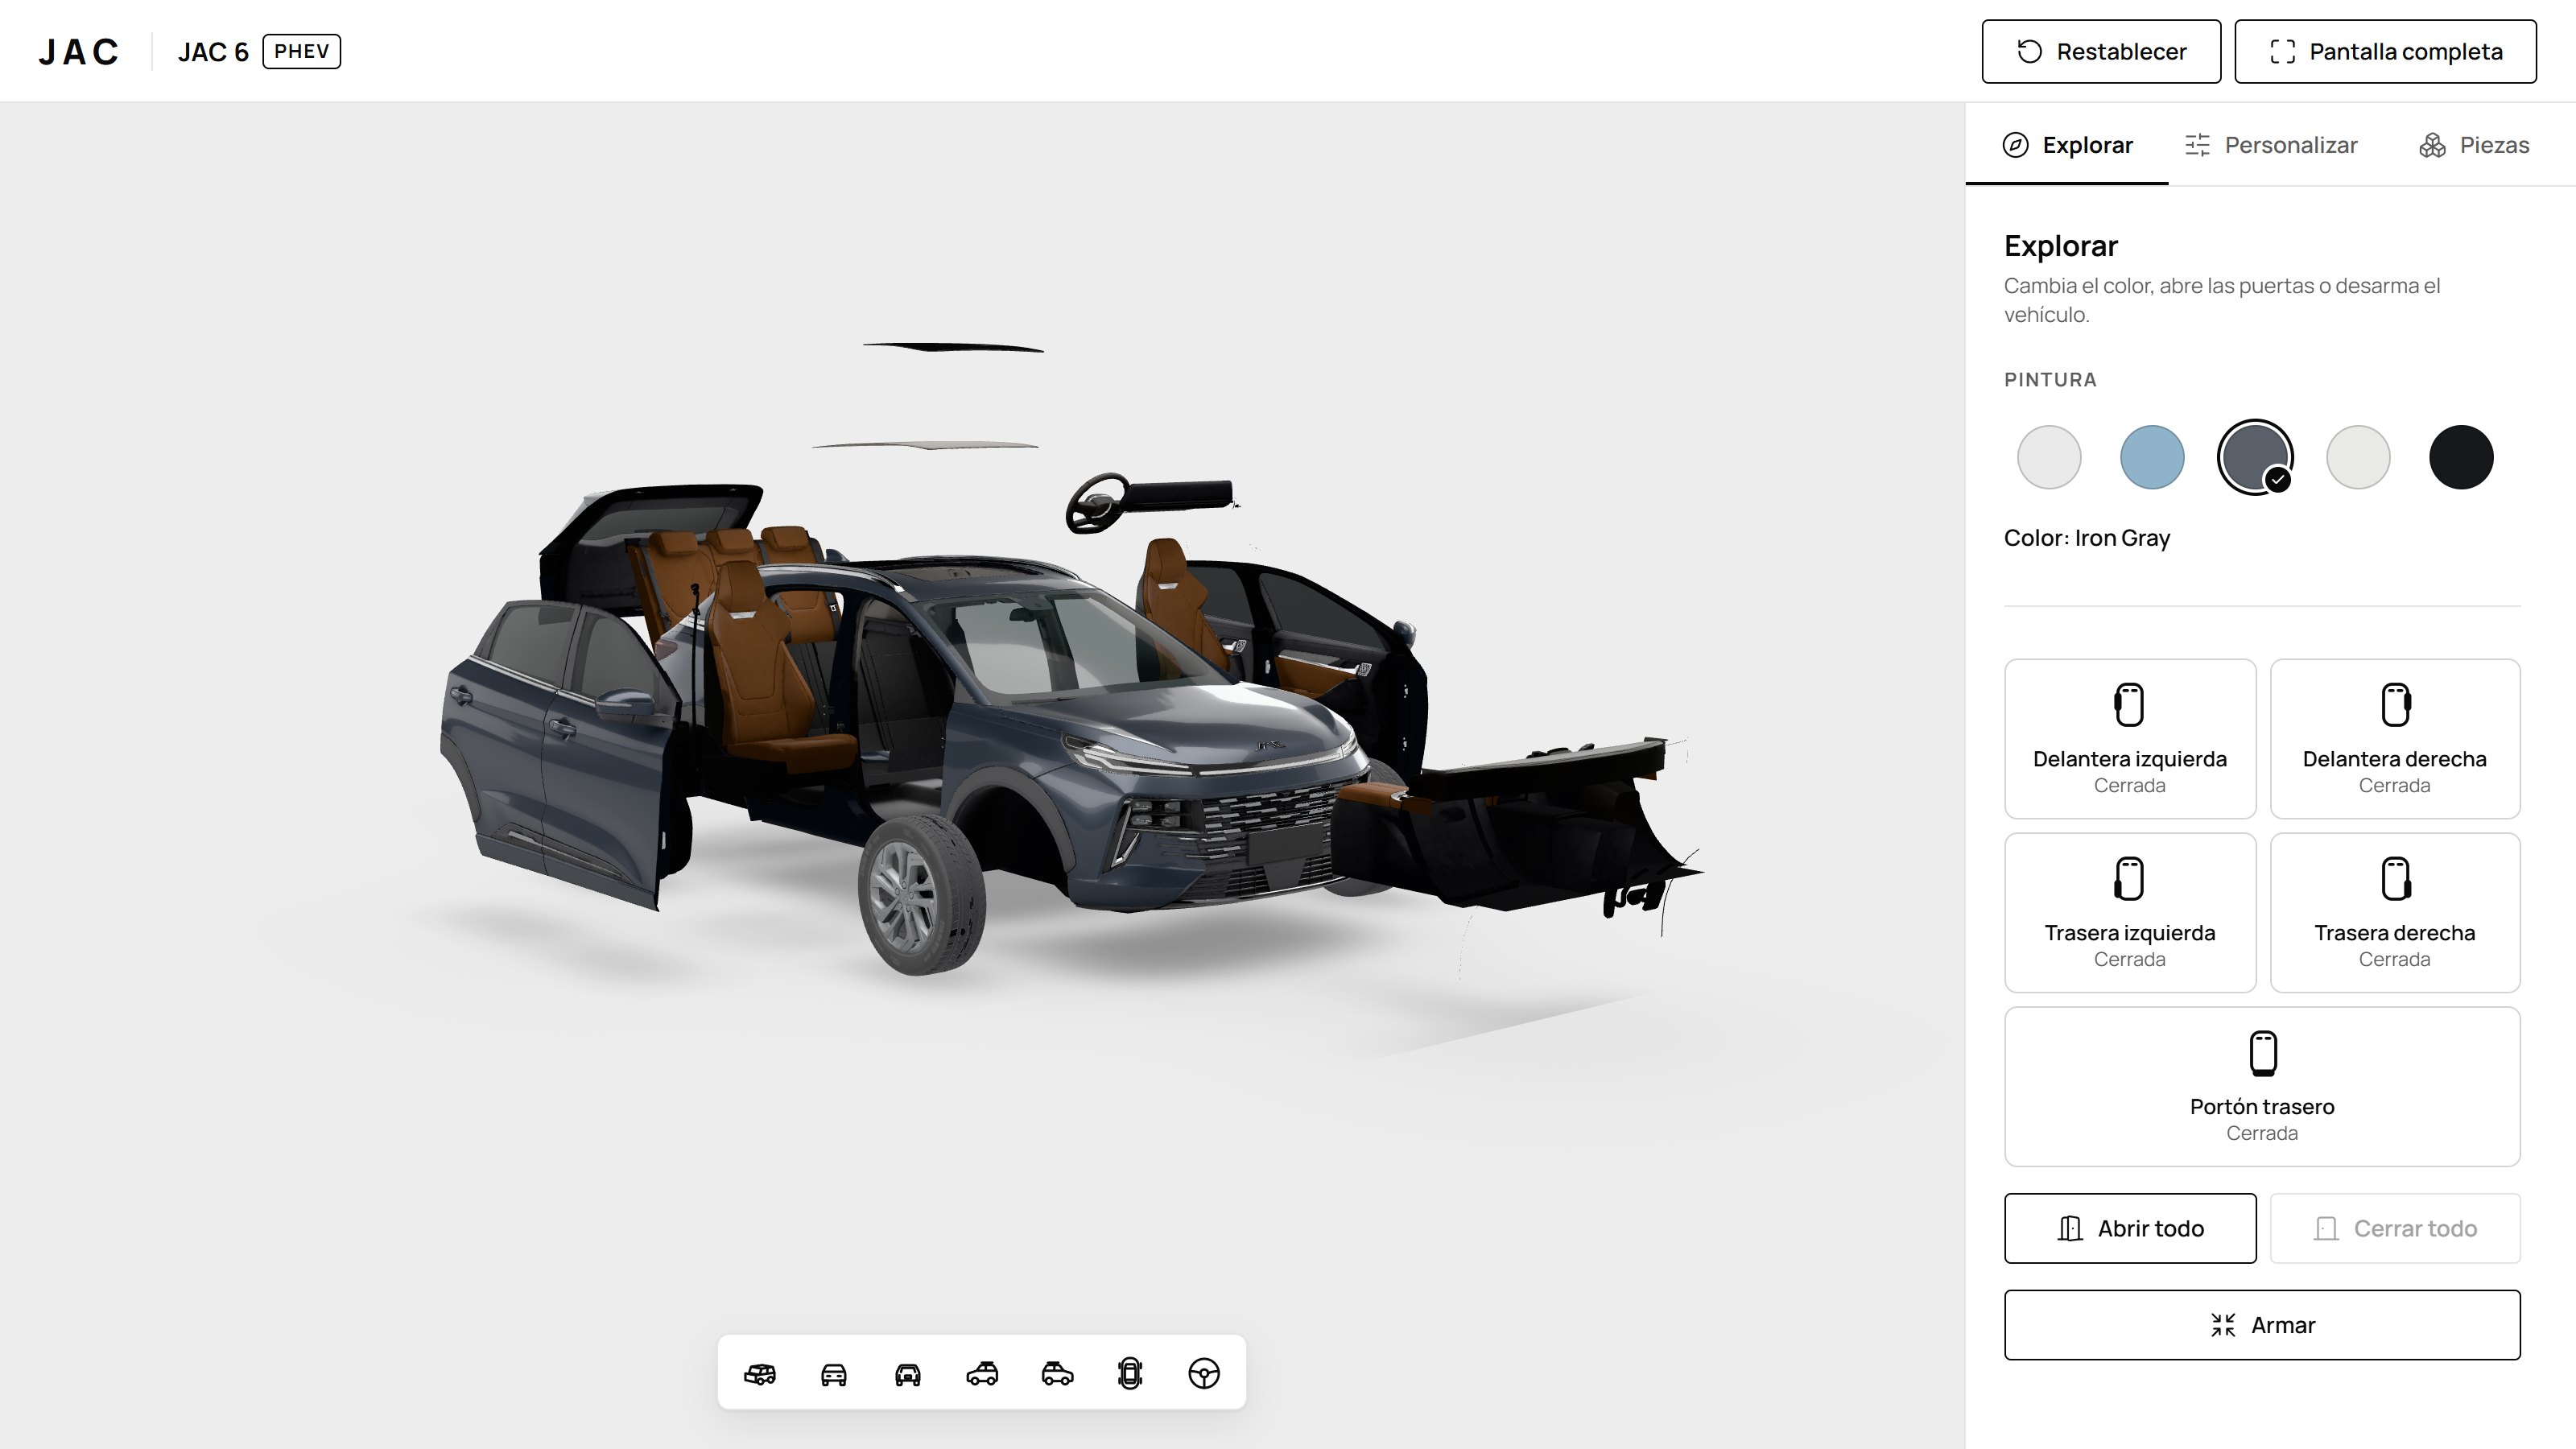 JAC
JAC 6 PHEV
Restablecer
Pantalla completa
Explorar
Personalizar
Piezas
Explorar
Cambia el color, abre las puertas o desarma el
vehículo.
PINTURA
Color: Iron Gray
Delantera izquierda
Cerrada
Delantera derecha
Cerrada
Trasera izquierda
Cerrada
Trasera derecha
Cerrada
Portón trasero
Cerrada
Abrir todo
Cerrar todo
Armar